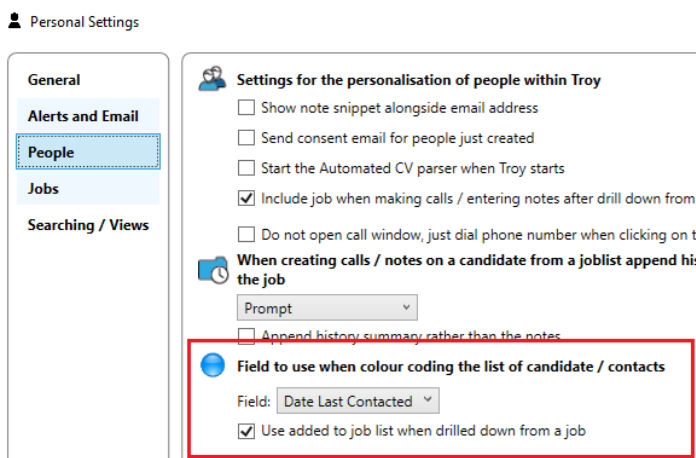 Personal Settings
General
Alerts and Email
People
Jobs
Searching / Views
Settings for the personalisation of people within Troy
Show note snippet alongside email address
Send consent email for people just created
Start the Automated CV parser when Troy starts
Include job when making calls / entering notes after drill down from
Do not open call window, just dial phone number when clicking on
When creating calls / notes on a candidate from a joblist append
the job
Prompt
Append history summary rather than the notes
Field to use when colour coding the list of candidate / contacts
Field: Date Last Contacted
Use added to job list when drilled down from a job